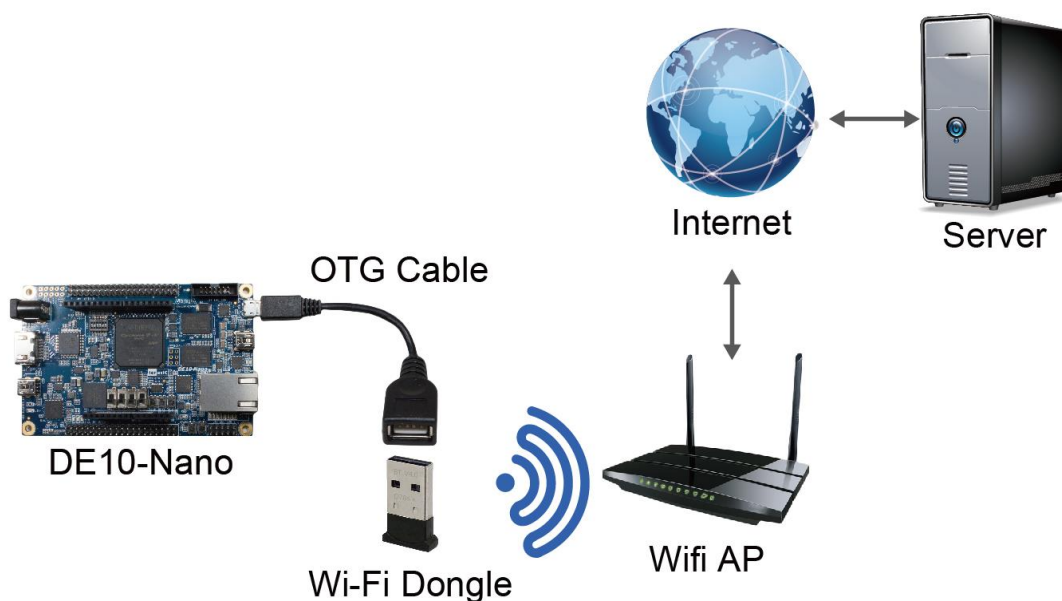 Internet
Server
OTG Cable
DE10-Nano
Wi-Fi Dongle
Wifi AP